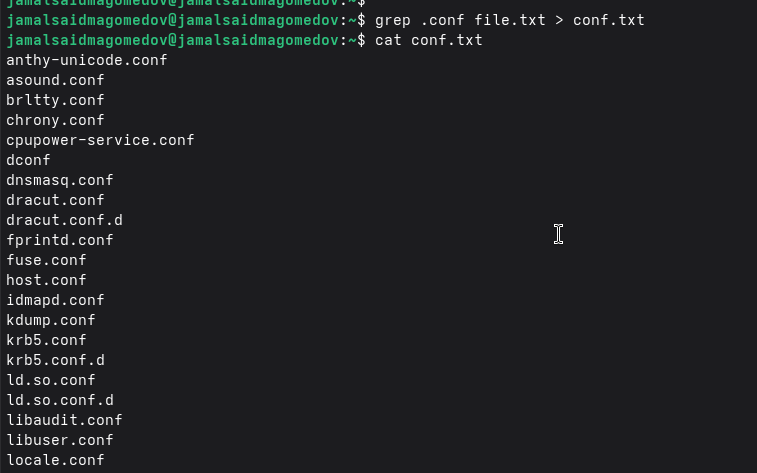 jamalsaidmagomedov@jamalsaidmagomedov:~$
jamalsaidmagomedov@jamalsaidmagomedov:~$ grep .conf file.txt > conf.txt
jamalsaidmagomedov@jamalsaidmagomedov:~$ cat conf.txt
anthy-unicode.conf
asound.conf
brltty.conf
chrony.conf
cpupower-service.conf
dconf
dnsmasq.conf
dracut.conf
dracut.conf.d
fprintd.conf
fuse.conf
host.conf
idmapd.conf
kdump.conf
krb5.conf
krb5.conf.d
ld.so.conf
ld.so.conf.d
libaudit.conf
libuser.conf
locale.conf